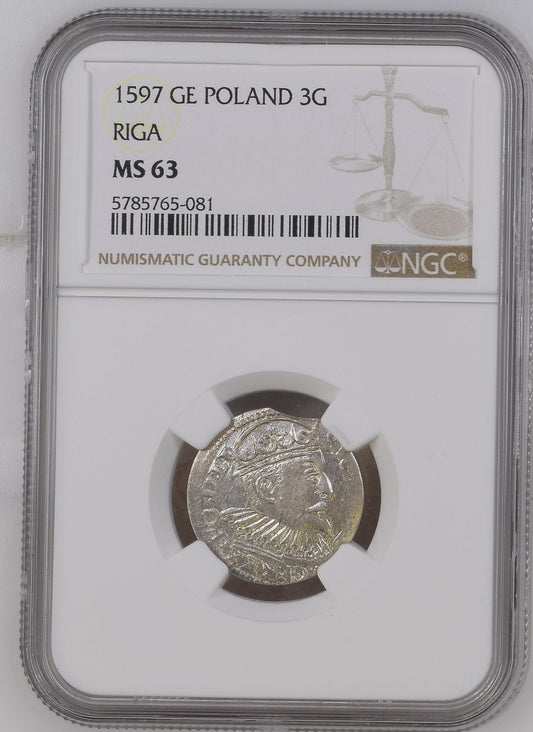 1597 GE POLAND 3G
RIGA
MS 63
5785765-081
NUMISMATIC GUARANTY COMPANY NGC®